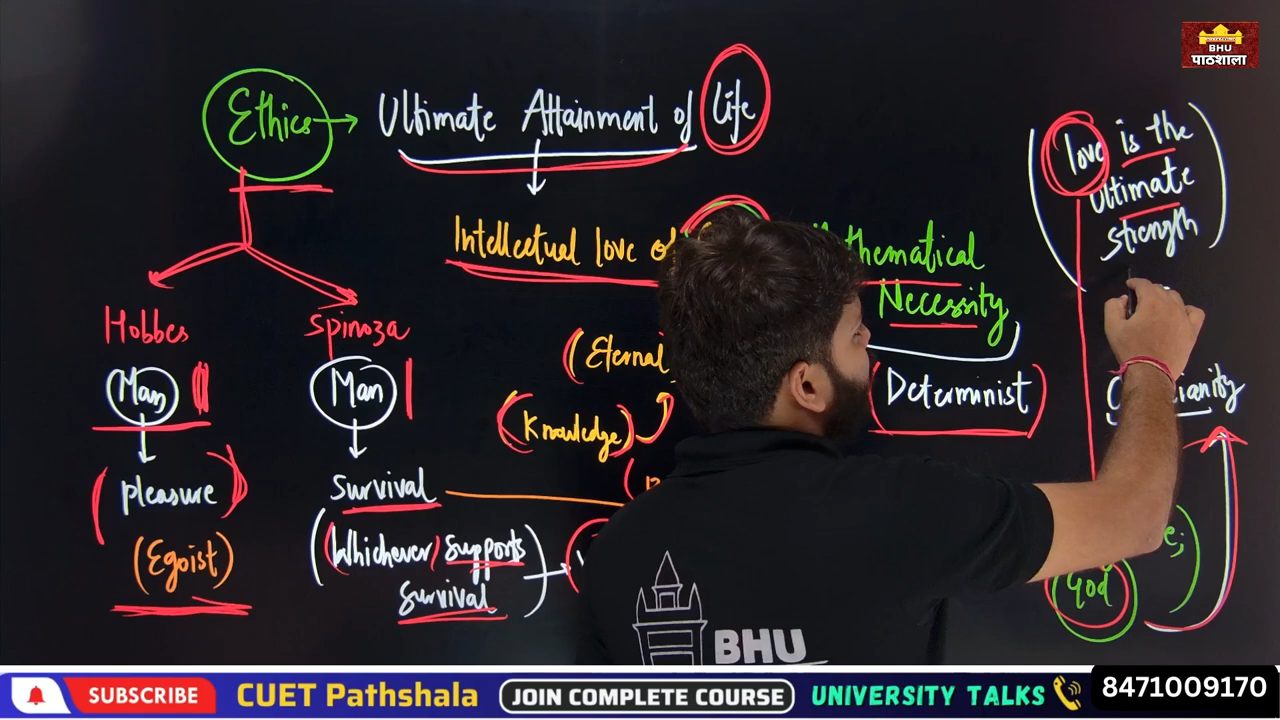 BHU
पाठशाला
Ethics → Ultimate Attainment of Life
love is the
Ultimate
strength
Intellectual love of
Mathematical
Necessity
Hobbes
Spinoza
(Eternal
(Determinist)
Man
Man
(Knowledge)
pleasure
survival
(Egoist)
(Whichever supports
survival)
God
BHU
SUBSCRIBE
CUET Pathshala
JOIN COMPLETE COURSE
UNIVERSITY TALKS
8471009170